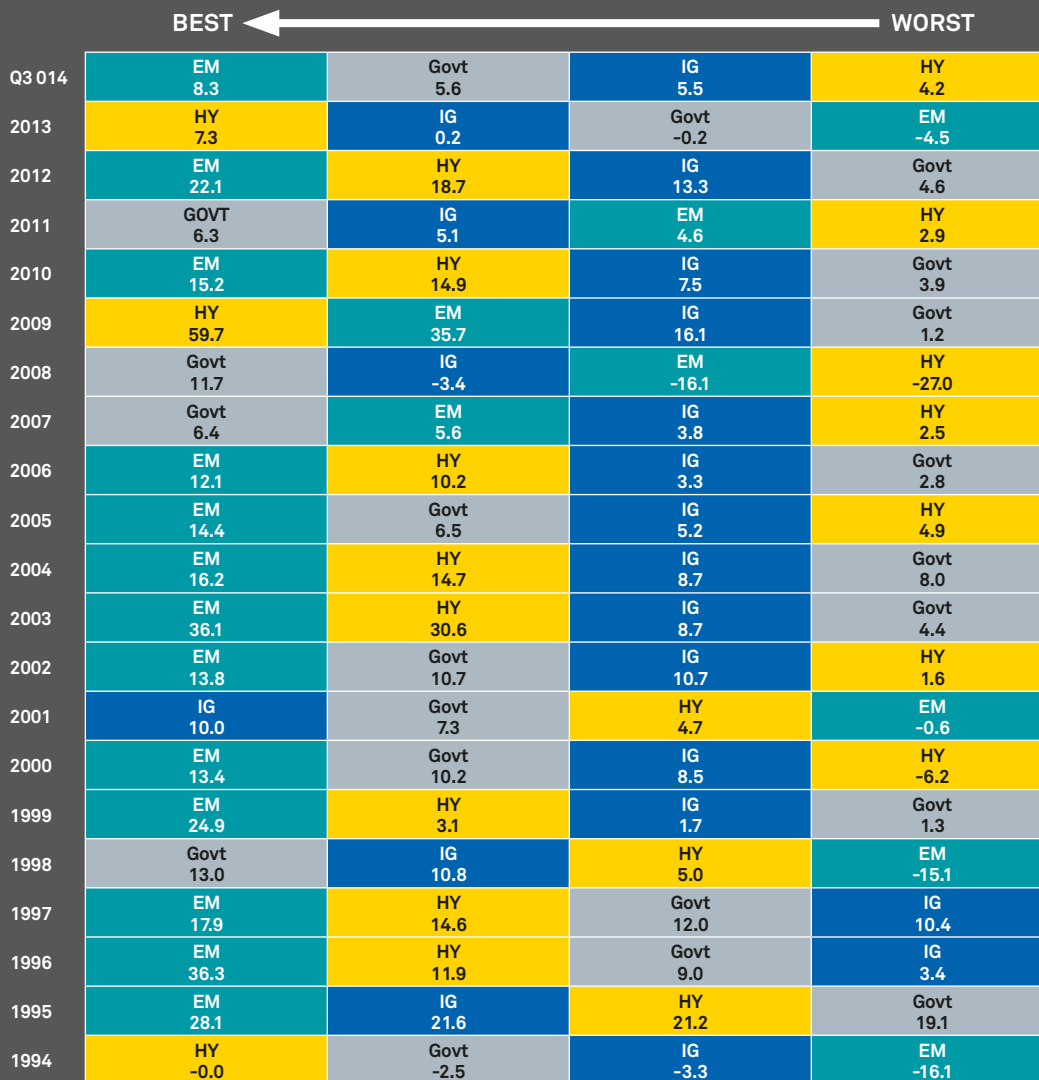 BEST WORST
Q3 014
EM Govt IG HY
8.3 5.6 5.5 4.2
2013
HY IG Govt EM
7.3 0.2 -0.2 -4.5
2012
EM HY IG Govt
22.1 18.7 13.3 4.6
2011
GOVT IG EM HY
6.3 5.1 4.6 2.9
2010
EM HY IG Govt
15.2 14.9 7.5 3.9
2009
HY EM IG Govt
59.7 35.7 16.1 1.2
2008
Govt IG EM HY
11.7 -3.4 -16.1 -27.0
2007
Govt EM IG HY
6.4 5.6 3.8 2.5
2006
EM HY IG Govt
12.1 10.2 3.3 2.8
2005
EM Govt IG HY
14.4 6.5 5.2 4.9
2004
EM HY IG Govt
16.2 14.7 8.7 8.0
2003
EM HY IG Govt
36.1 30.6 8.7 4.4
2002
EM Govt IG HY
13.8 10.7 10.7 1.6
2001
IG Govt HY EM
10.0 7.3 4.7 -0.6
2000
EM Govt IG HY
13.4 10.2 8.5 -6.2
1999
EM HY IG Govt
24.9 3.1 1.7 1.3
1998
Govt IG HY EM
13.0 10.8 5.0 -15.1
1997
EM HY Govt IG
17.9 14.6 12.0 10.4
1996
EM HY Govt IG
36.3 11.9 9.0 3.4
1995
EM IG HY Govt
28.1 21.6 21.2 19.1
1994
HY Govt IG EM
-0.0 -2.5 -3.3 -16.1